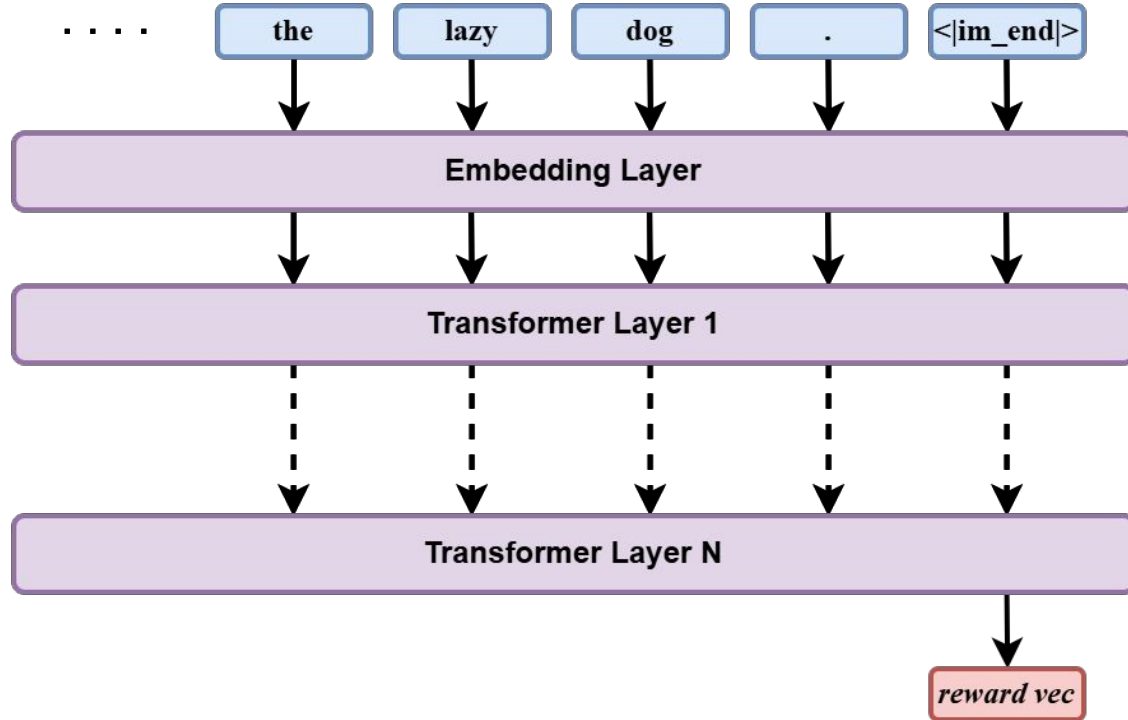 . . . . the lazy dog . <|im_end|>
Embedding Layer
Transformer Layer 1
Transformer Layer N
reward vec